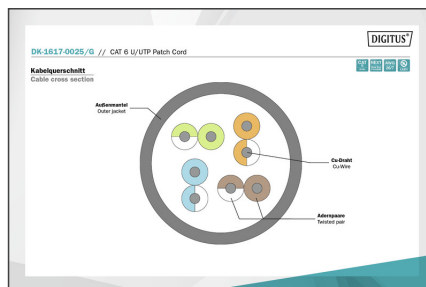 DIGITUS®
DK-1617-0025/G // CAT 6 U/UTP Patch Cord
Kabelquerschnitt
Cable cross section
Außenmantel
Outer jacket
Cu-Draht
Cu-Wire
Aderspaare
Twisted pair